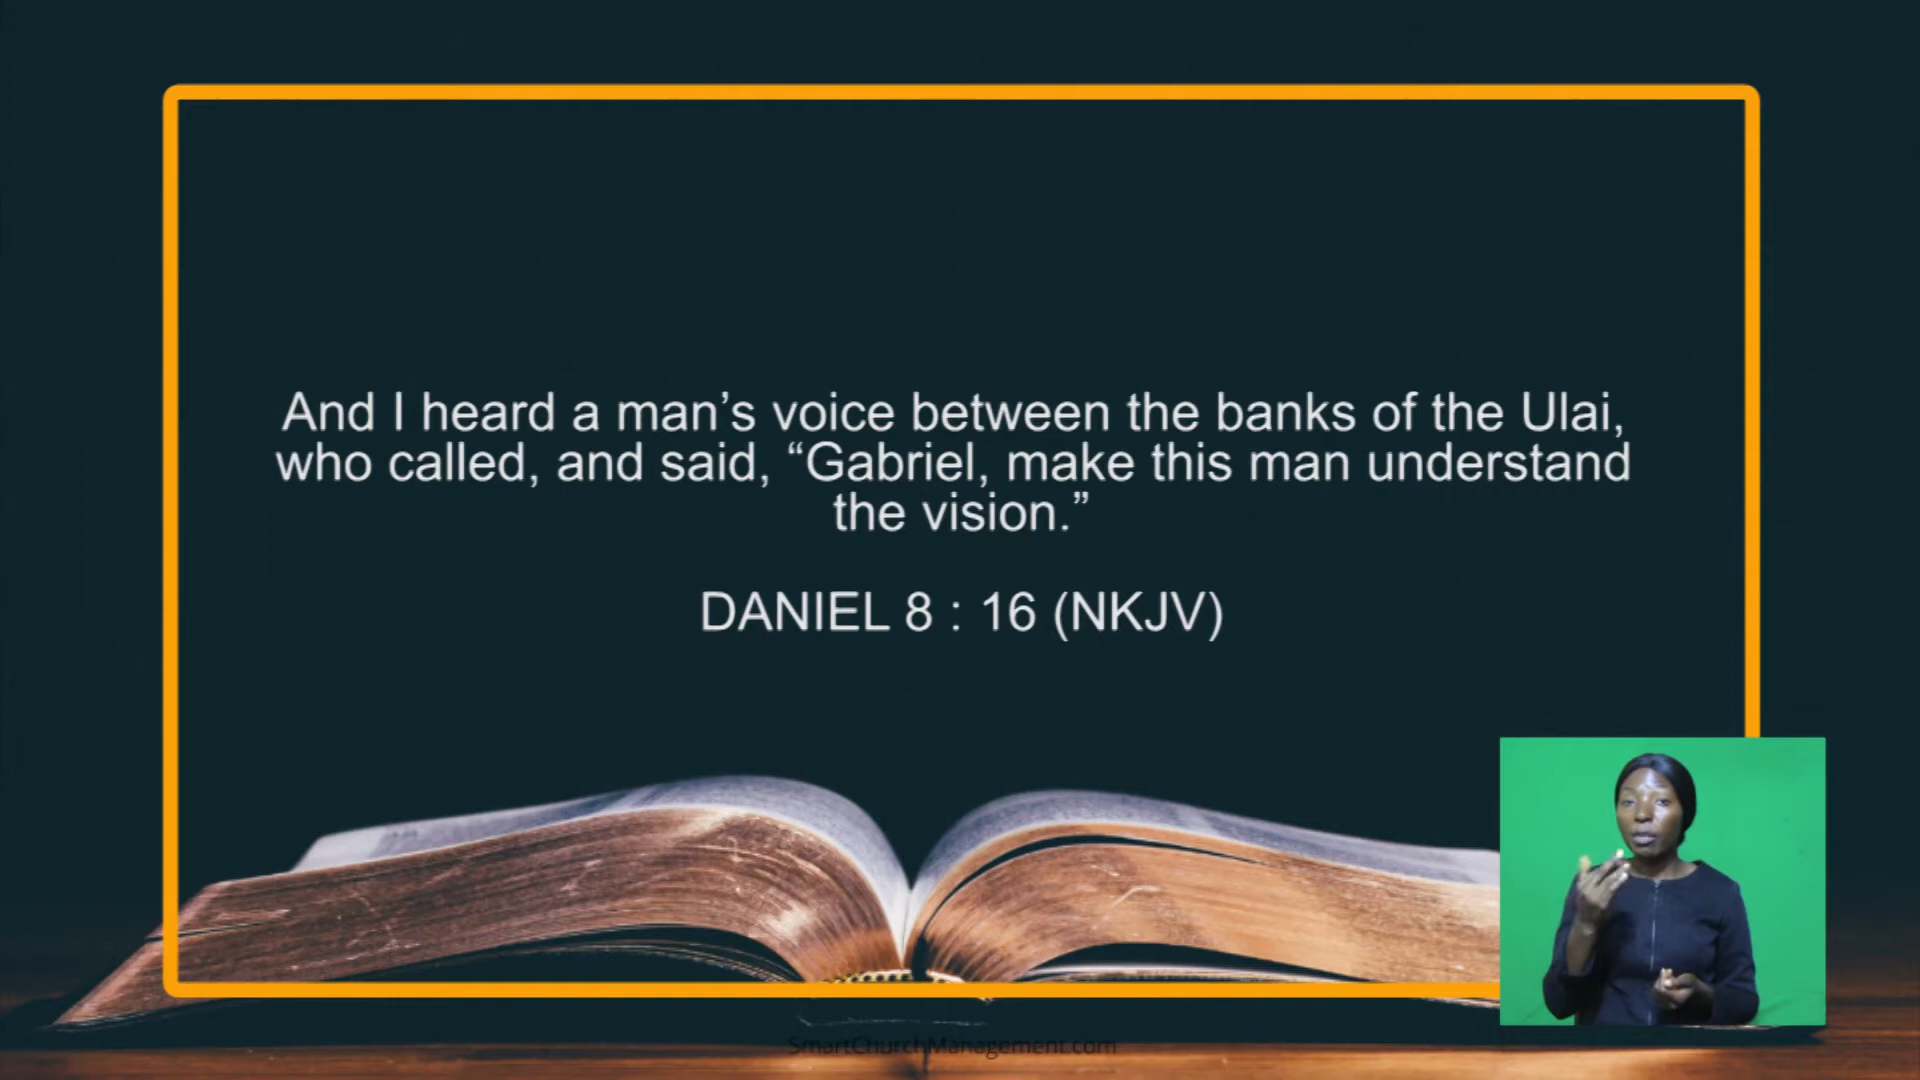 And I heard a man’s voice between the banks of the Ulai,
who called, and said, “Gabriel, make this man understand
the vision.”
DANIEL 8 : 16 (NKJV)
SmartChurchManagement.com